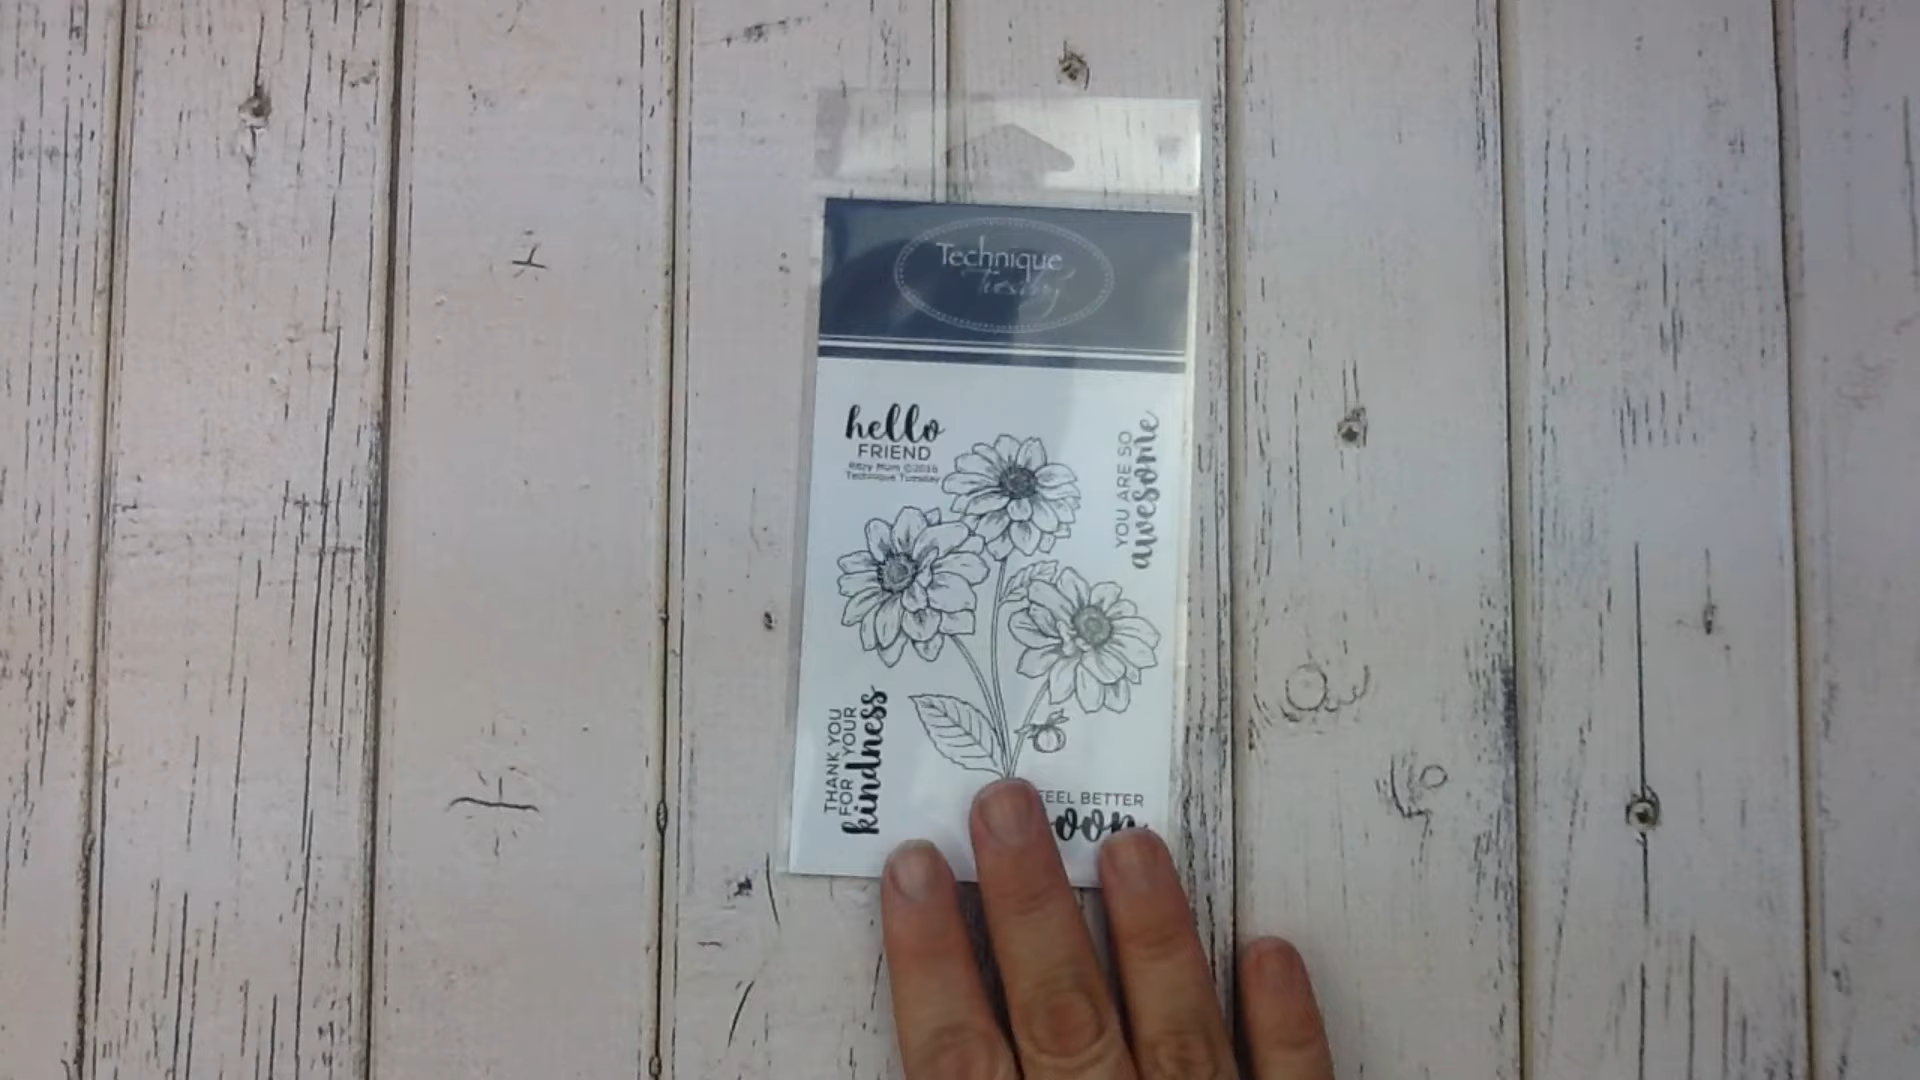 Technique
Tuesday
hello
FRIEND
Ritzy Mum ©2016
Technique Tuesday
YOU ARE SO
awesome
THANK YOU
FOR YOUR
kindness
FEEL BETTER